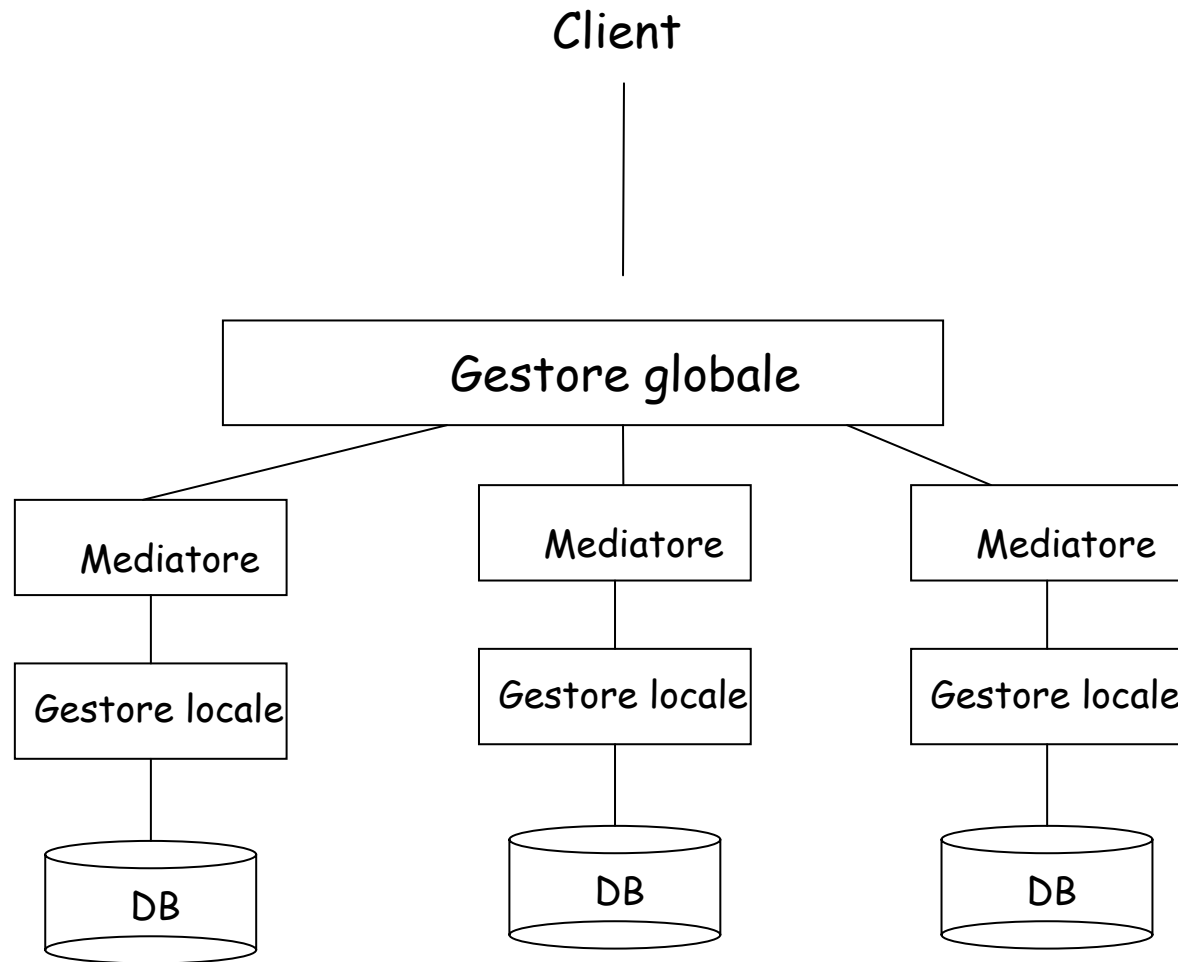 Client
Gestore globale
Mediatore
Mediatore
Mediatore
Gestore locale
Gestore locale
Gestore locale
DB
DB
DB